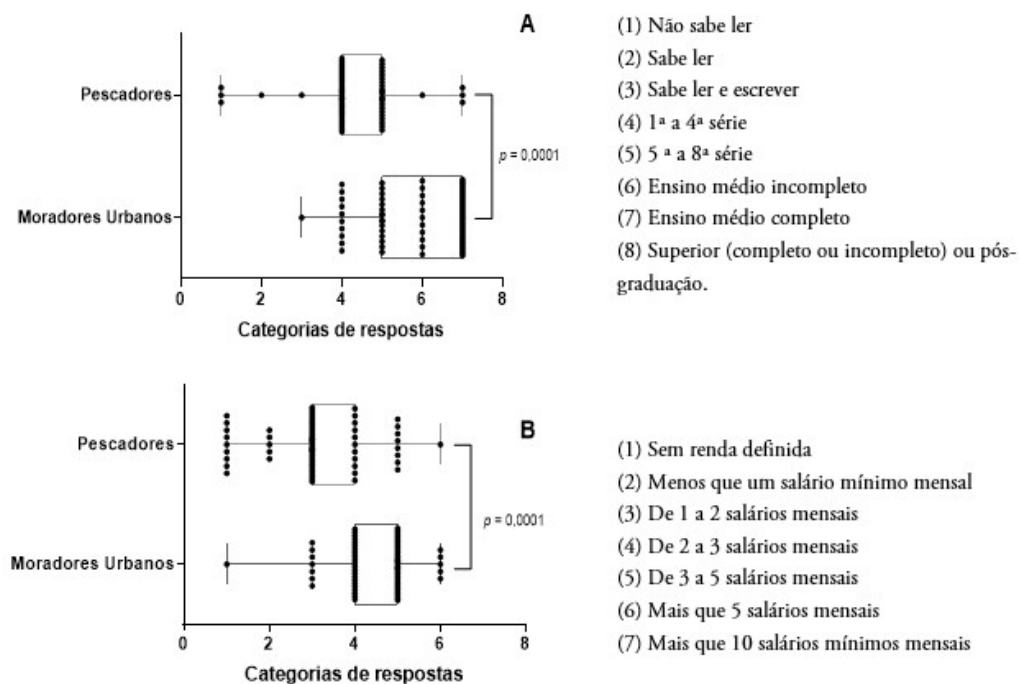 A
Pescadores
p = 0,0001
Moradores Urbanos
0 2 4 6 8
Categorias de respostas
(1) Não sabe ler
(2) Sabe ler
(3) Sabe ler e escrever
(4) 1ª a 4ª série
(5) 5 ª a 8ª série
(6) Ensino médio incompleto
(7) Ensino médio completo
(8) Superior (completo ou incompleto) ou pós-
graduação.
B
Pescadores
p = 0,0001
Moradores Urbanos
0 2 4 6 8
Categorias de respostas
(1) Sem renda definida
(2) Menos que um salário mínimo mensal
(3) De 1 a 2 salários mensais
(4) De 2 a 3 salários mensais
(5) De 3 a 5 salários mensais
(6) Mais que 5 salários mensais
(7) Mais que 10 salários mínimos mensais